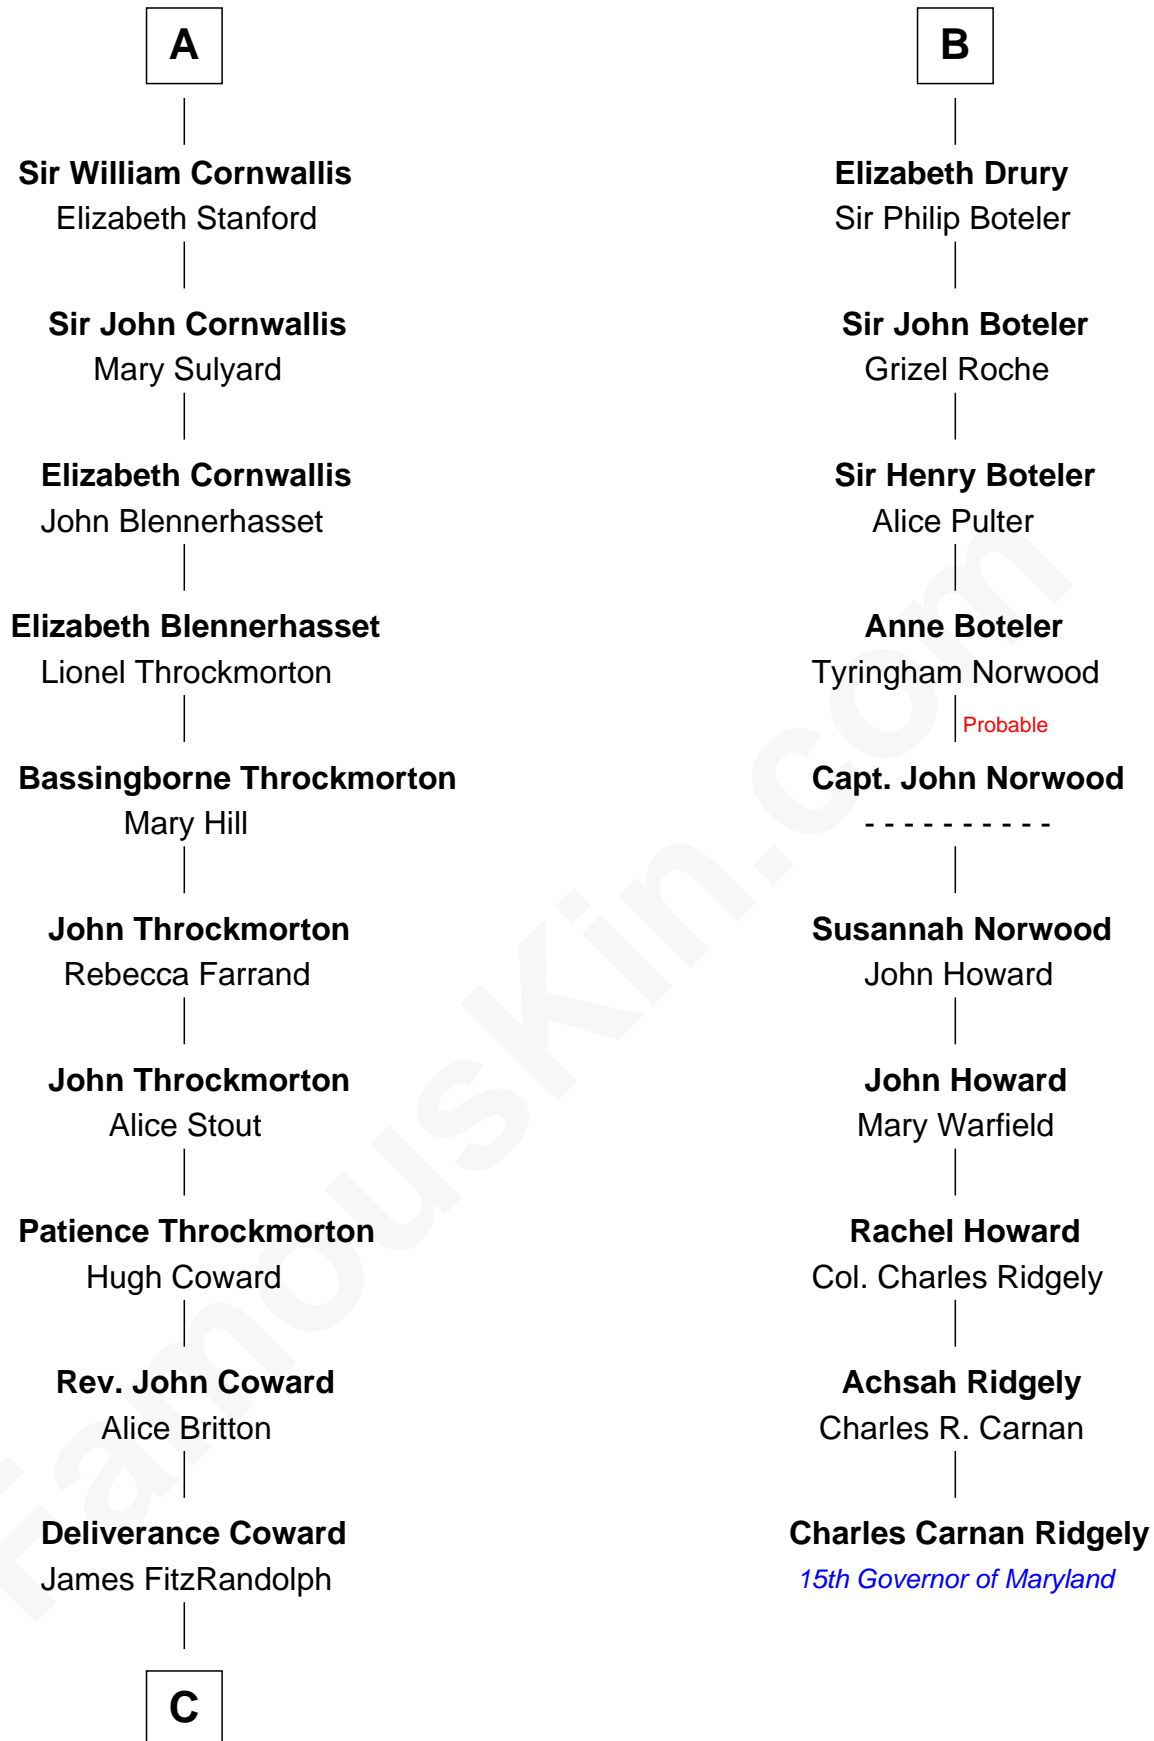 A
Sir William Cornwallis
Elizabeth Stanford
Sir John Cornwallis
Mary Sulyard
Elizabeth Cornwallis
John Blennerhasset
Elizabeth Blennerhasset
Lionel Throckmorton
Bassingborne Throckmorton
Mary Hill
John Throckmorton
Rebecca Farrand
John Throckmorton
Alice Stout
Patience Throckmorton
Hugh Coward
Rev. John Coward
Alice Britton
Deliverance Coward
James FitzRandolph
C
B
Elizabeth Drury
Sir Philip Boteler
Sir John Boteler
Grizel Roche
Sir Henry Boteler
Alice Pulter
Anne Boteler
Tyringham Norwood
Probable
Capt. John Norwood
- - - - - - - - - -
Susannah Norwood
John Howard
John Howard
Mary Warfield
Rachel Howard
Col. Charles Ridgely
Achsah Ridgely
Charles R. Carnan
Charles Carnan Ridgely
15th Governor of Maryland
FamousKin.com